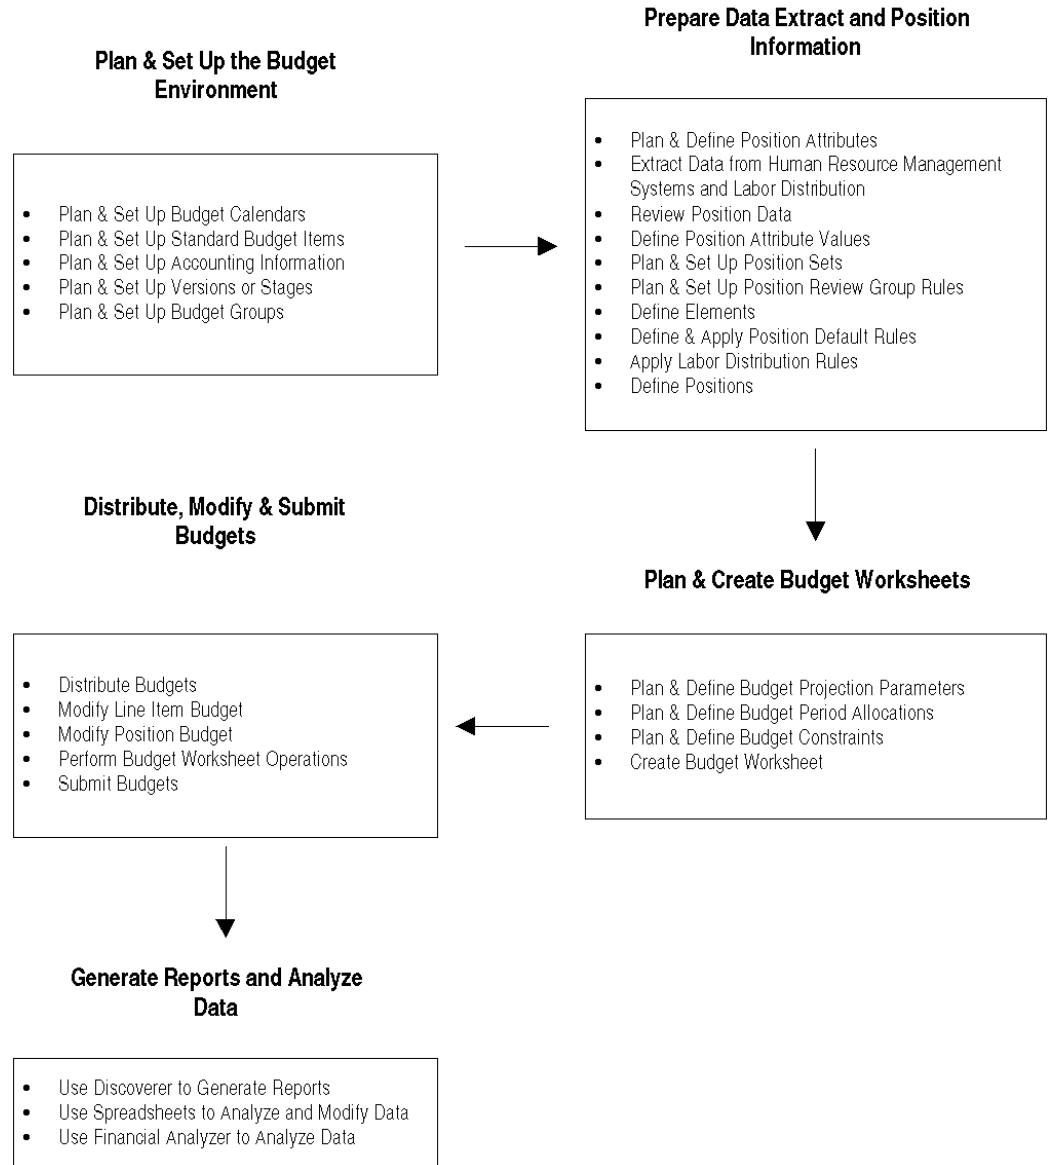 Plan & Set Up the Budget
Environment
• Plan & Set Up Budget Calendars
• Plan & Set Up Standard Budget Items
• Plan & Set Up Accounting Information
• Plan & Set Up Versions or Stages
• Plan & Set Up Budget Groups
Prepare Data Extract and Position
Information
• Plan & Define Position Attributes
• Extract Data from Human Resource Management
Systems and Labor Distribution
• Review Position Data
• Define Position Attribute Values
• Plan & Set Up Position Sets
• Plan & Set Up Position Review Group Rules
• Define Elements
• Define & Apply Position Default Rules
• Apply Labor Distribution Rules
• Define Positions
Plan & Create Budget Worksheets
• Plan & Define Budget Projection Parameters
• Plan & Define Budget Period Allocations
• Plan & Define Budget Constraints
• Create Budget Worksheet
Distribute, Modify & Submit
Budgets
• Distribute Budgets
• Modify Line Item Budget
• Modify Position Budget
• Perform Budget Worksheet Operations
• Submit Budgets
Generate Reports and Analyze
Data
• Use Discoverer to Generate Reports
• Use Spreadsheets to Analyze and Modify Data
• Use Financial Analyzer to Analyze Data